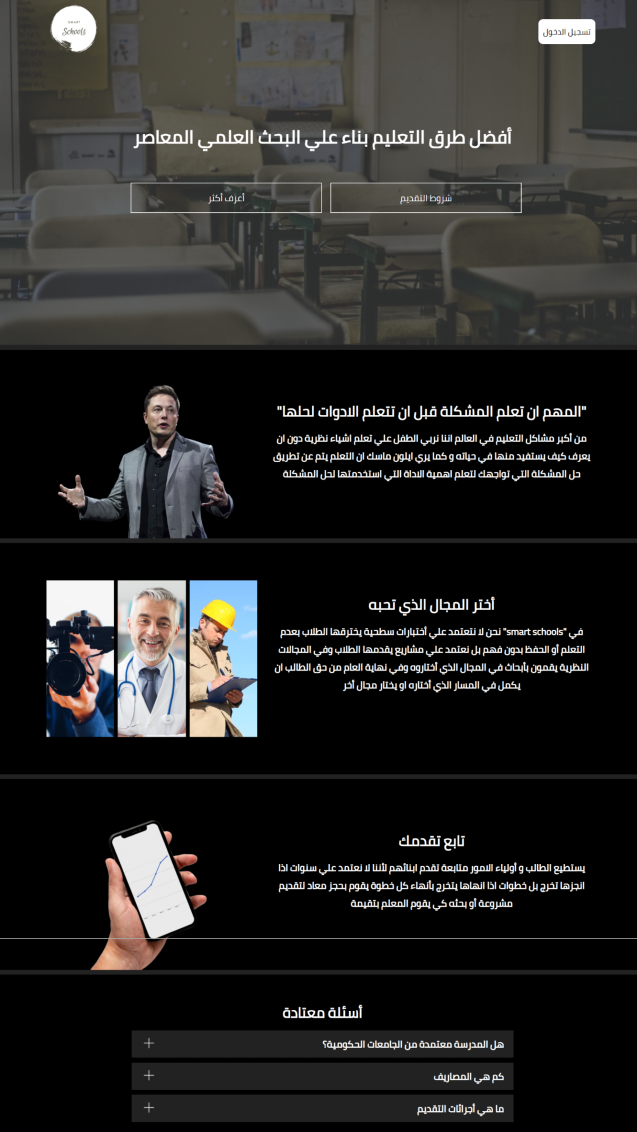 SMART
Schools
تسجيل الدخول
أفضل طرق التعليم بناء علي البحث العلمي المعاصر
شروط التقديم
أعرف أكثر
"المهم ان تعلم المشكلة قبل ان تتعلم الادوات لحلها"
من أكبر مشاكل التعليم في العالم اننا نربي الطفل علي تعلم اشياء نظرية دون ان
يعرف كيف يستفيد منها في حياته و كما يري ايلون ماسك ان التعلم يتم عن تطريق
حل المشكلة التي تواجهك لتعلم اهمية الاداة التي استخدمتها لحل المشكلة
أختر المجال الذي تحبه
في "smart schools" نحن لا نتعتمد علي أختبارات سطحية يخترقها الطلاب بعدم
التعلم أو الحفظ بدون فهم بل نعتمد علي مشاريع يقدمها الطلاب وفي المجالات
النظرية يقمون بأبحاث في المجال الذي أختاروه وفي نهاية العام من حق الطالب ان
يكمل في المسار الذي أختاره او يختار مجال أخر
تابع تقدمك
يستطيع الطالب و أولياء الامور متابعة تقدم ابنائهم لأننا لا نعتمد علي سنوات اذا
انجزها تخرج بل خطوات اذا انهاها يتخرج بأنهاء كل خطوة يقوم بحجز معاد لتقديم
مشروعة أو بحثه كي يقوم المعلم بتقيمة
أسئلة معتادة
هل المدرسة معتمدة من الجامعات الحكومية؟
كم هي المصاريف
ما هي أجرائات التقديم